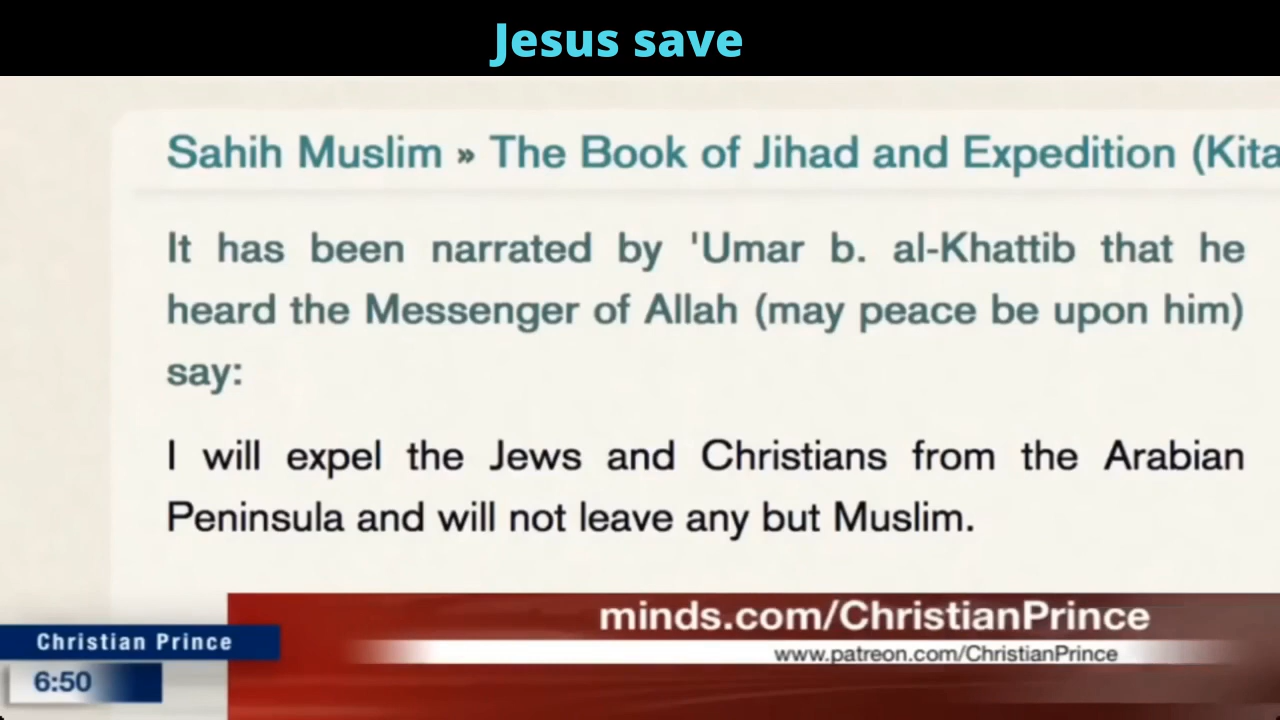 Jesus save
Sahih Muslim » The Book of Jihad and Expedition (Kita
It has been narrated by 'Umar b. al-Khattib that he
heard the Messenger of Allah (may peace be upon him)
say:
I will expel the Jews and Christians from the Arabian
Peninsula and will not leave any but Muslim.
minds.com/ChristianPrince
Christian Prince
www.patreon.com/ChristianPrince
6:50